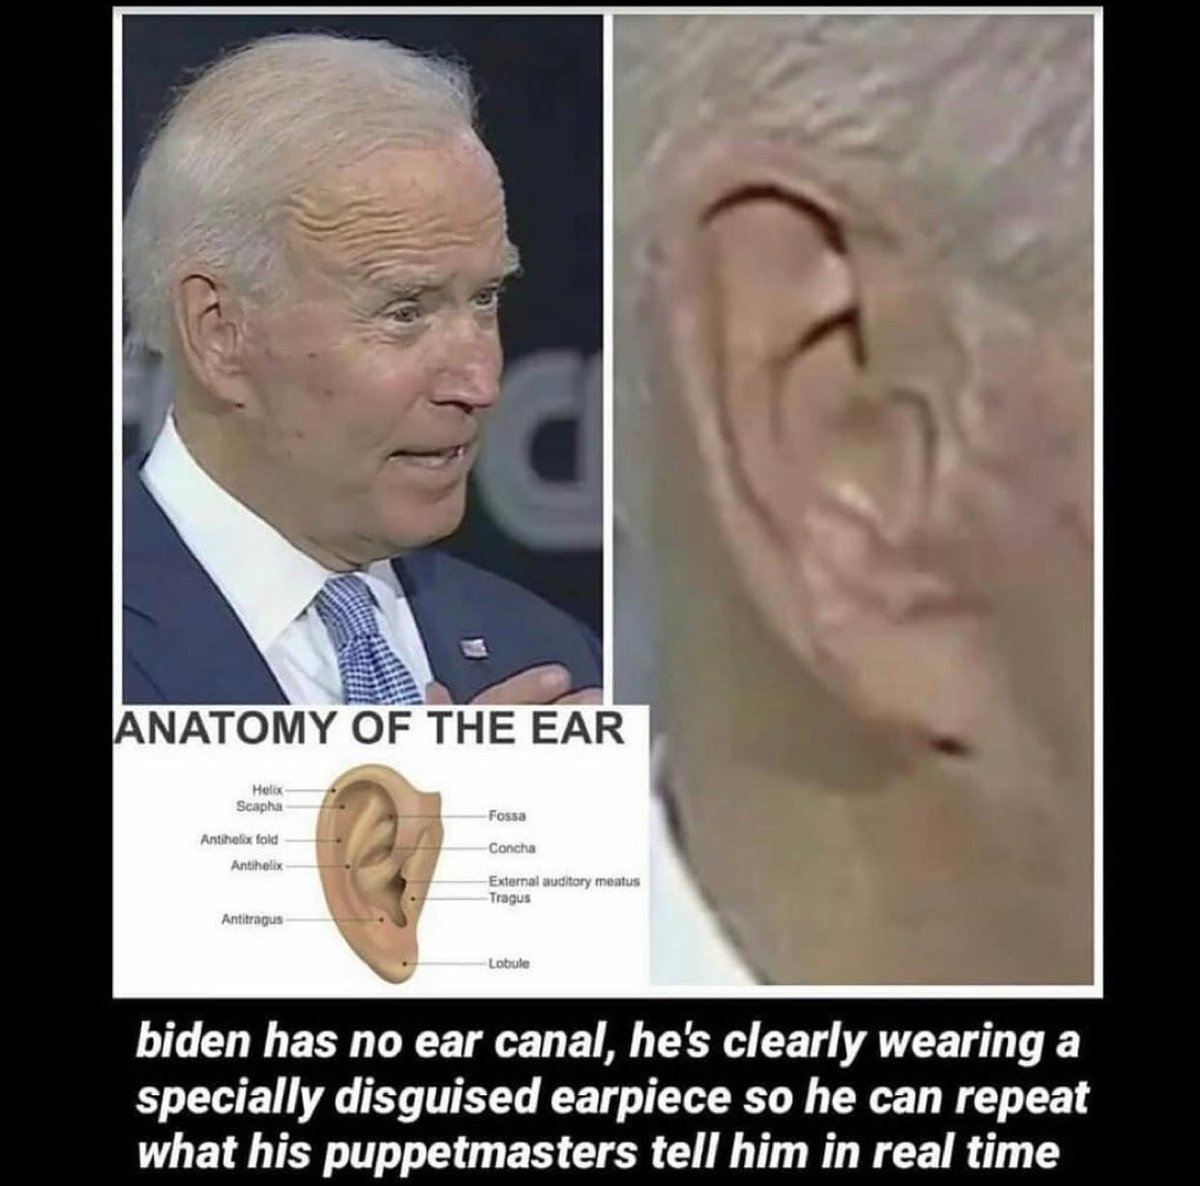 C
ANATOMY OF THE EAR
Helix
Scapha
Antihelix fold
Antihelix
Antitragus
Fossa
Concha
External auditory meatus
Tragus
Lobule
biden has no ear canal, he's clearly wearing a
specially disguised earpiece so he can repeat
what his puppetmasters tell him in real time